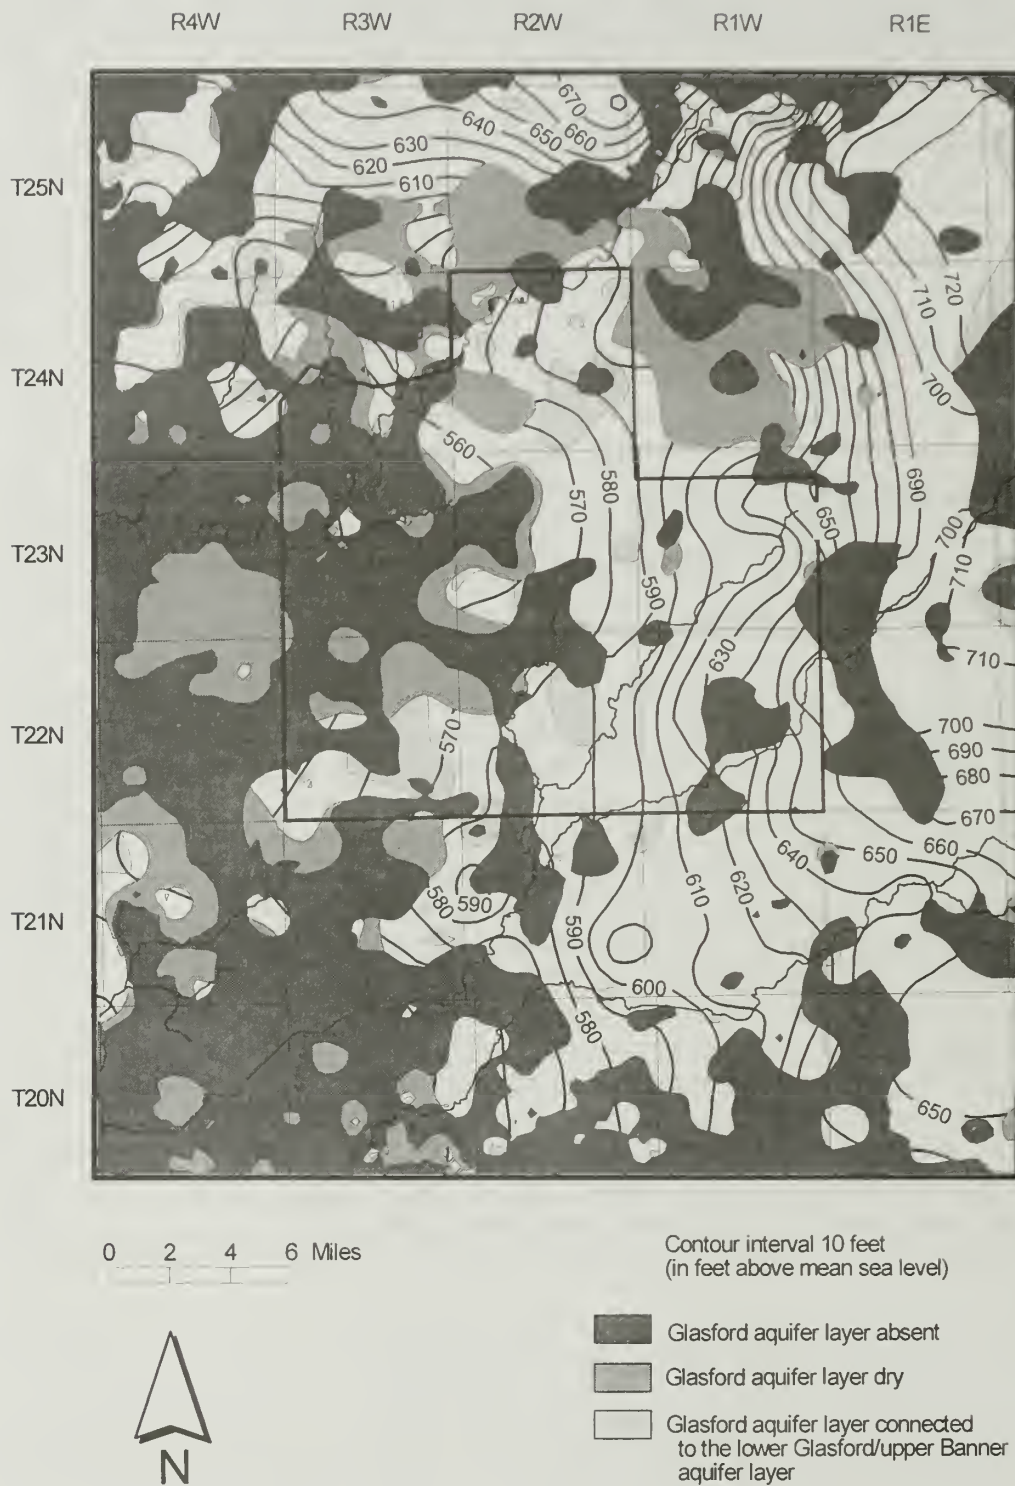 R4W R3W R2W R1W R1E
670
640
650 660
630
T25N
620
610
720
710
T24N
700
560
580
570
690
650
700
T23N
710
590
630
710
T22N
570
700
690
680
670
660
650
640
620
610
580 590
T21N
590
600
580
T20N
650
0 2 4 6 Miles
Contour interval 10 feet
(in feet above mean sea level)
Glasford aquifer layer absent
Glasford aquifer layer dry
Glasford aquifer layer connected
to the lower Glasford/upper Banner
aquifer layer
N